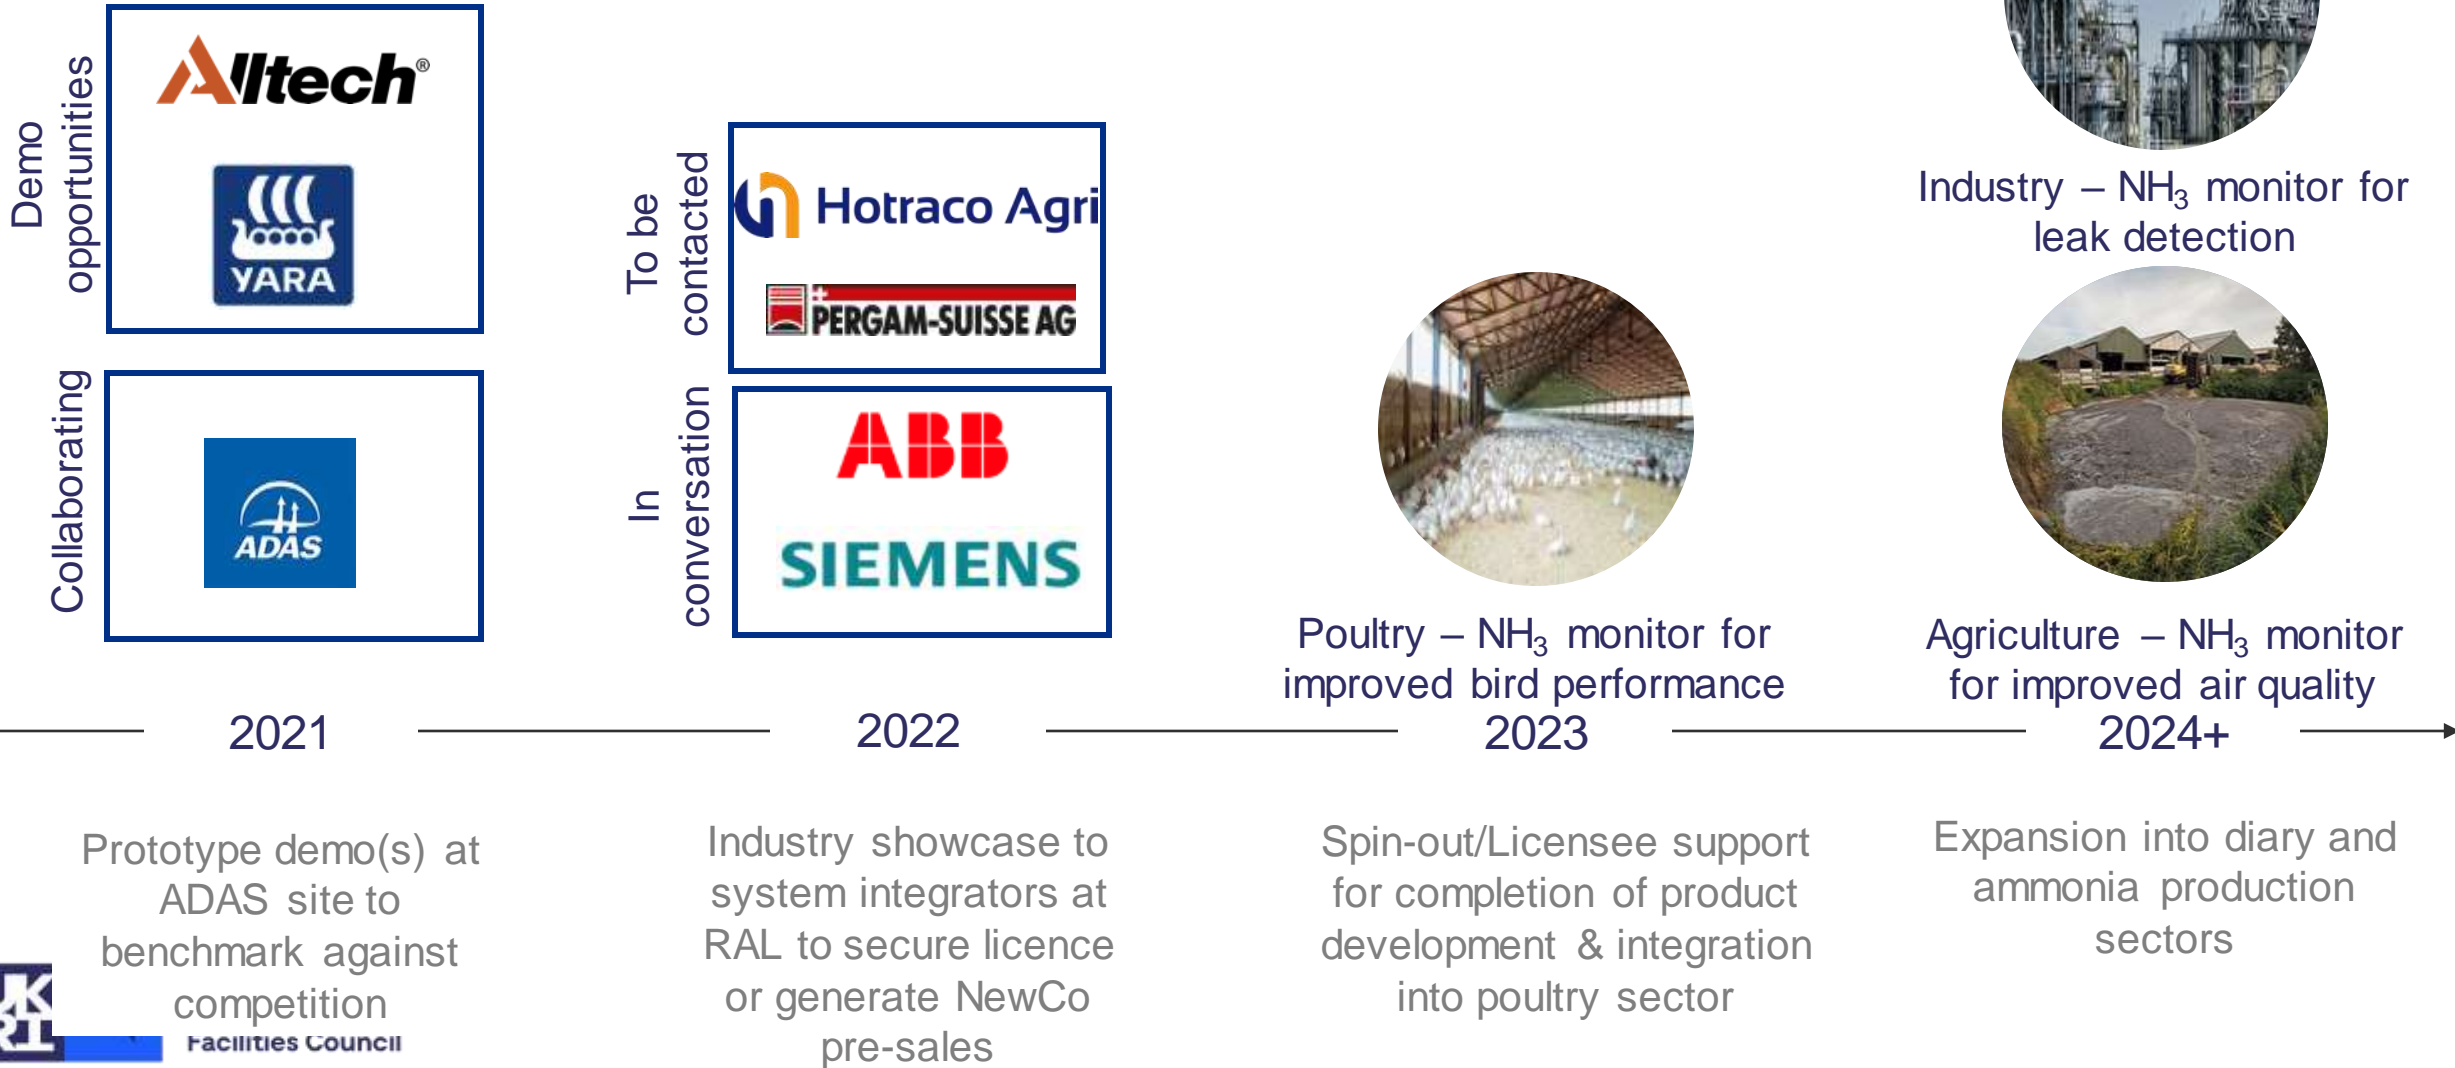 Demo
opportunities
Alltech®
YARA
Collaborating
ADAS
To be
contacted
Hotraco Agri
PERGAM-SUISSE AG
In
conversation
ABB
SIEMENS
Industry – NH₃ monitor for
leak detection
Poultry – NH₃ monitor for
improved bird performance
Agriculture – NH₃ monitor
for improved air quality
2021
2022
2023
2024+
Prototype demo(s) at
ADAS site to
benchmark against
competition
Industry showcase to
system integrators at
RAL to secure licence
or generate NewCo
pre-sales
Spin-out/Licensee support
for completion of product
development & integration
into poultry sector
Expansion into diary and
ammonia production
sectors
UK
RI
Facilities Council